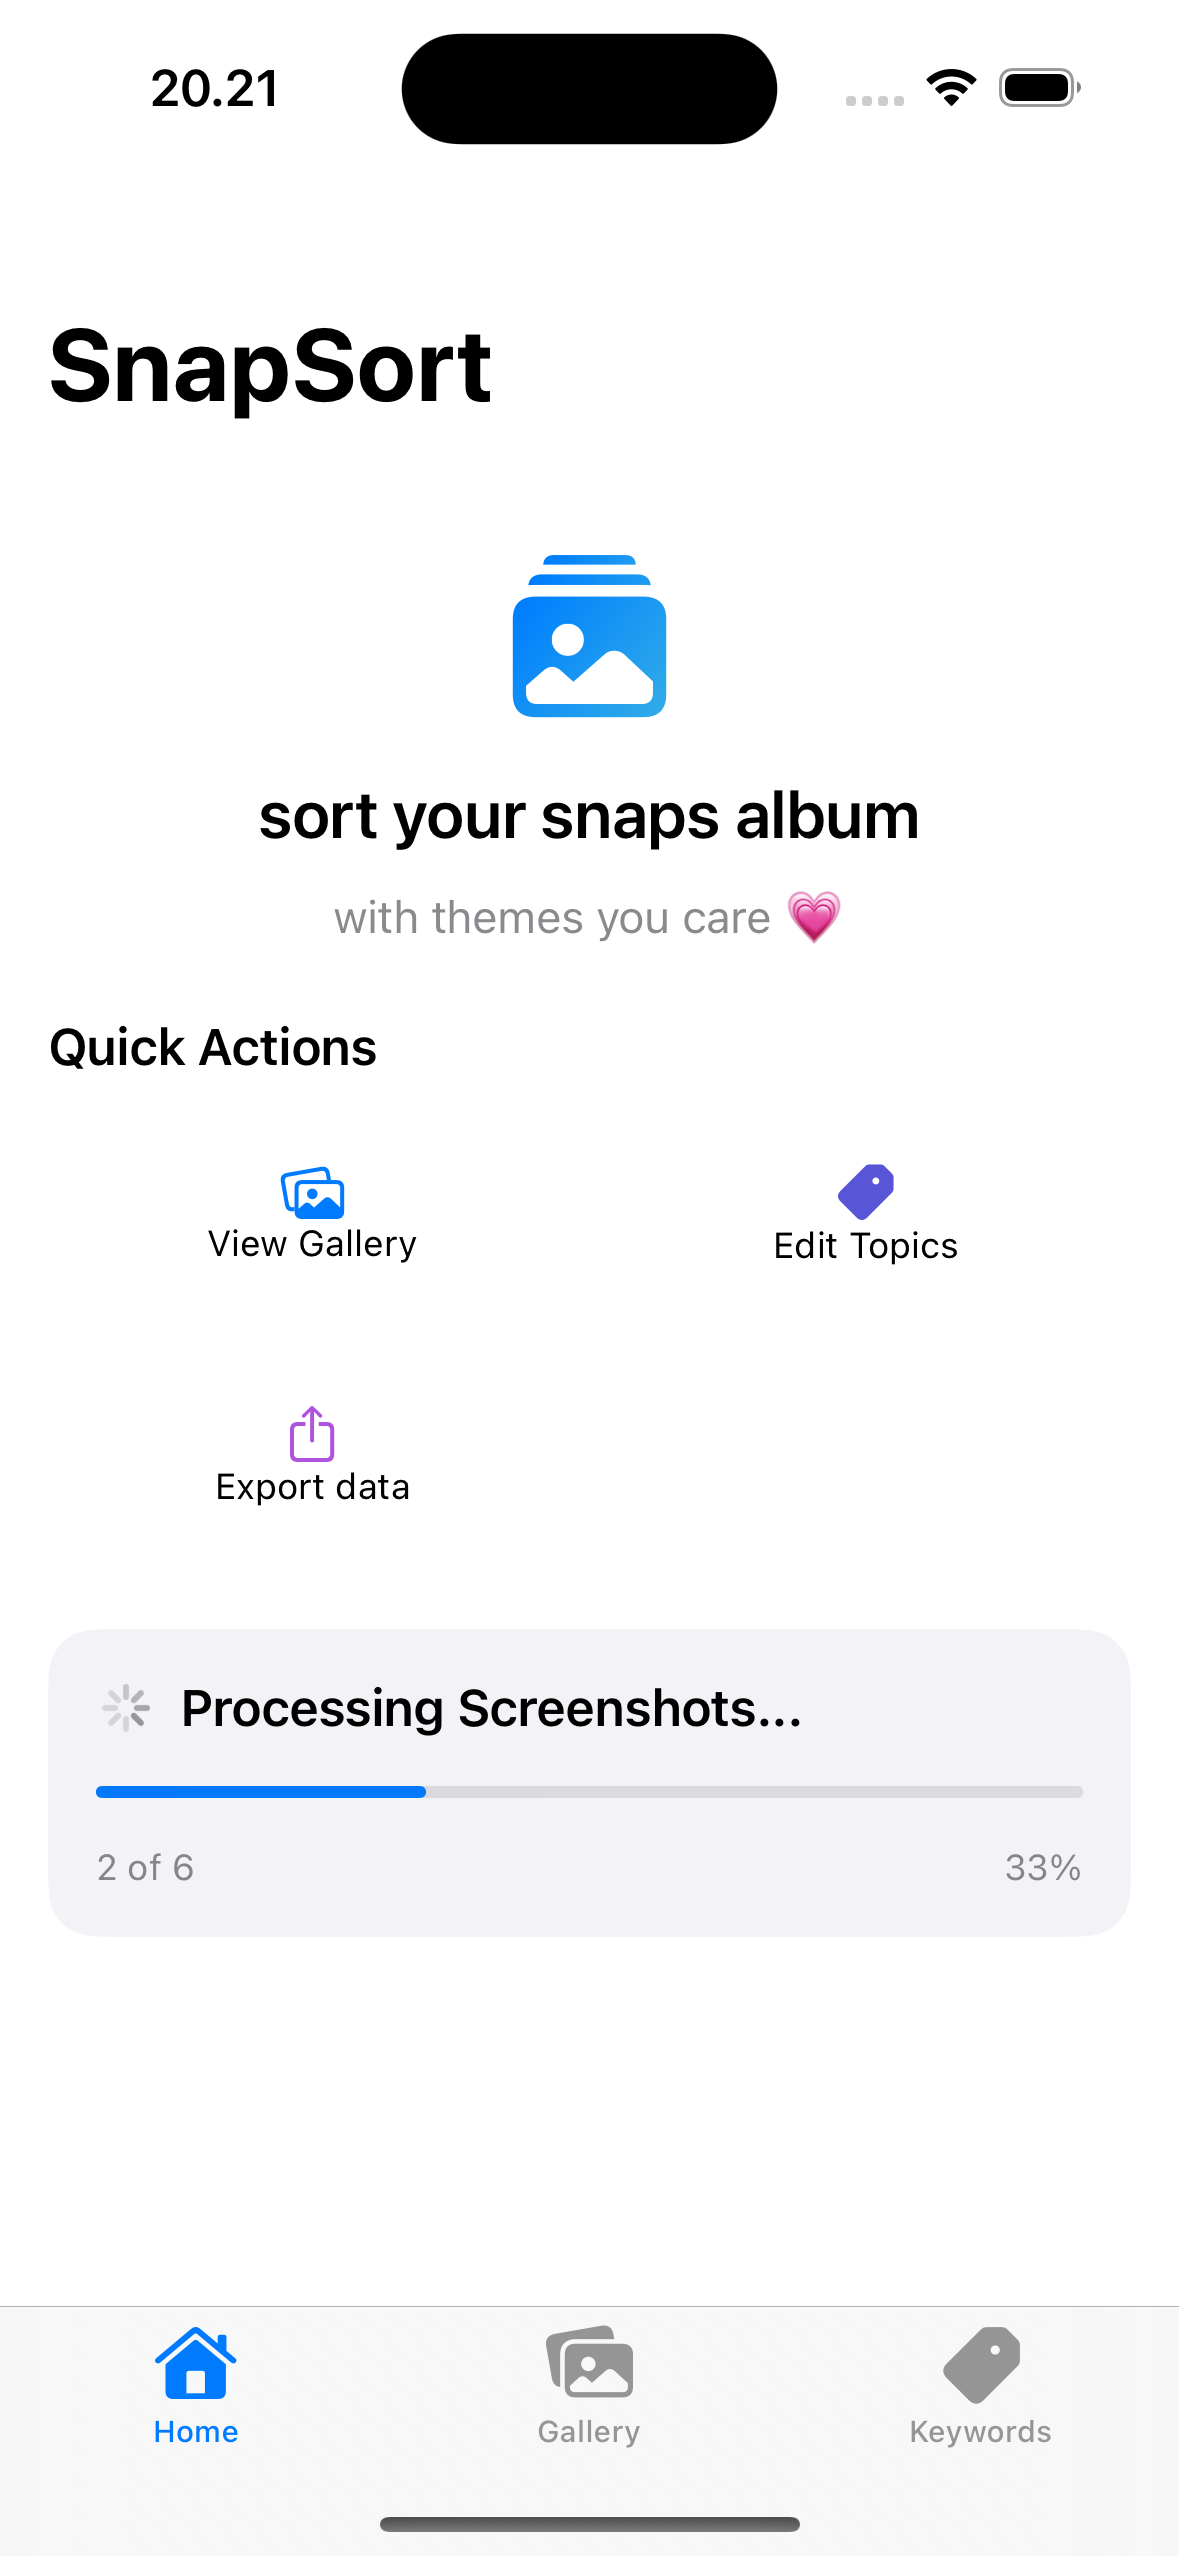 20.21
SnapSort
sort your snaps album
with themes you care 💗
Quick Actions
View Gallery
Edit Topics
Export data
Processing Screenshots...
2 of 6
33%
Home
Gallery
Keywords